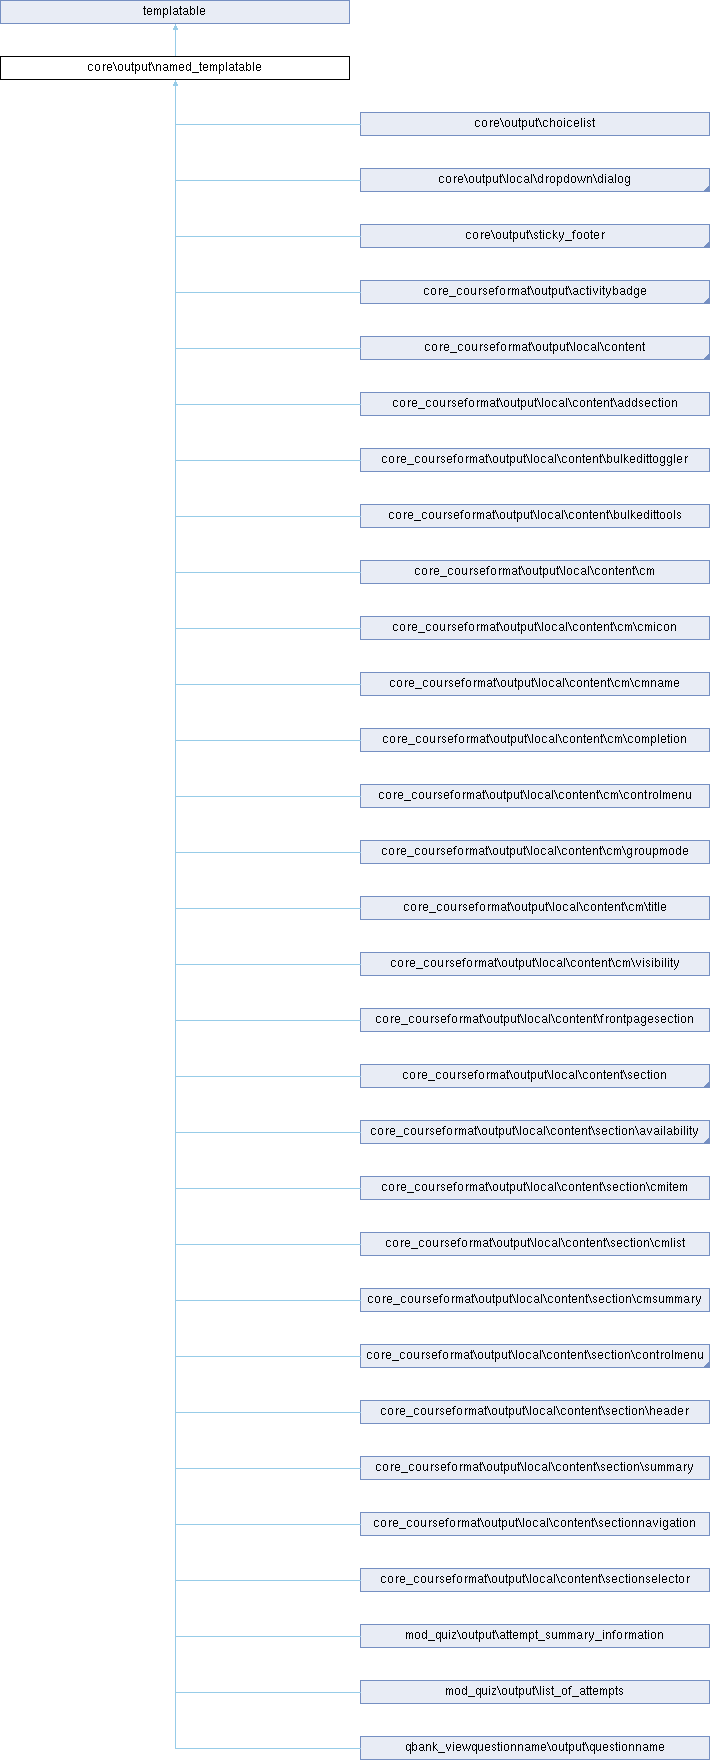 templatable
core\output\named_templatable
core\output\choicelist
core\output\local\dropdown\dialog
core\output\sticky_footer
core_courseformat\output\activitybadge
core_courseformat\output\local\content
core_courseformat\output\local\content\addsection
core_courseformat\output\local\content\bulkedittoggler
core_courseformat\output\local\content\bulkedittools
core_courseformat\output\local\content\cm
core_courseformat\output\local\content\cm\cmicon
core_courseformat\output\local\content\cm\cmname
core_courseformat\output\local\content\cm\completion
core_courseformat\output\local\content\cm\controlmenu
core_courseformat\output\local\content\cm\groupmode
core_courseformat\output\local\content\cm\title
core_courseformat\output\local\content\cm\visibility
core_courseformat\output\local\content\frontpagesection
core_courseformat\output\local\content\section
core_courseformat\output\local\content\section\availability
core_courseformat\output\local\content\section\cmitem
core_courseformat\output\local\content\section\cmlist
core_courseformat\output\local\content\section\cmsummary
core_courseformat\output\local\content\section\controlmenu
core_courseformat\output\local\content\section\header
core_courseformat\output\local\content\section\summary
core_courseformat\output\local\content\sectionnavigation
core_courseformat\output\local\content\sectionselector
mod_quiz\output\attempt_summary_information
mod_quiz\output\list_of_attempts
qbank_viewquestionname\output\questionname